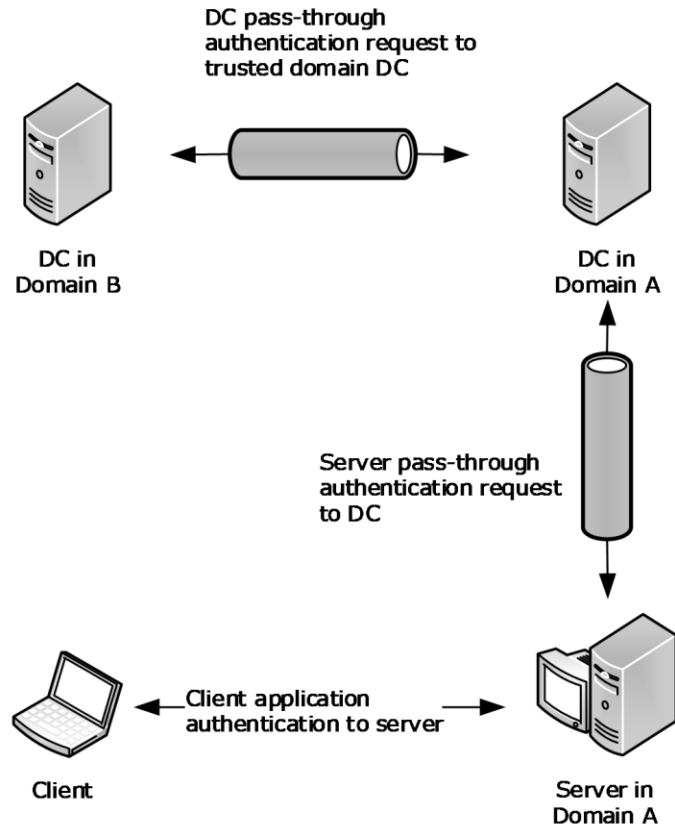 DC pass-through
authentication request to
trusted domain DC
DC in
Domain B
DC in
Domain A
Server pass-through
authentication request
to DC
Client application
authentication to server
Client
Server in
Domain A